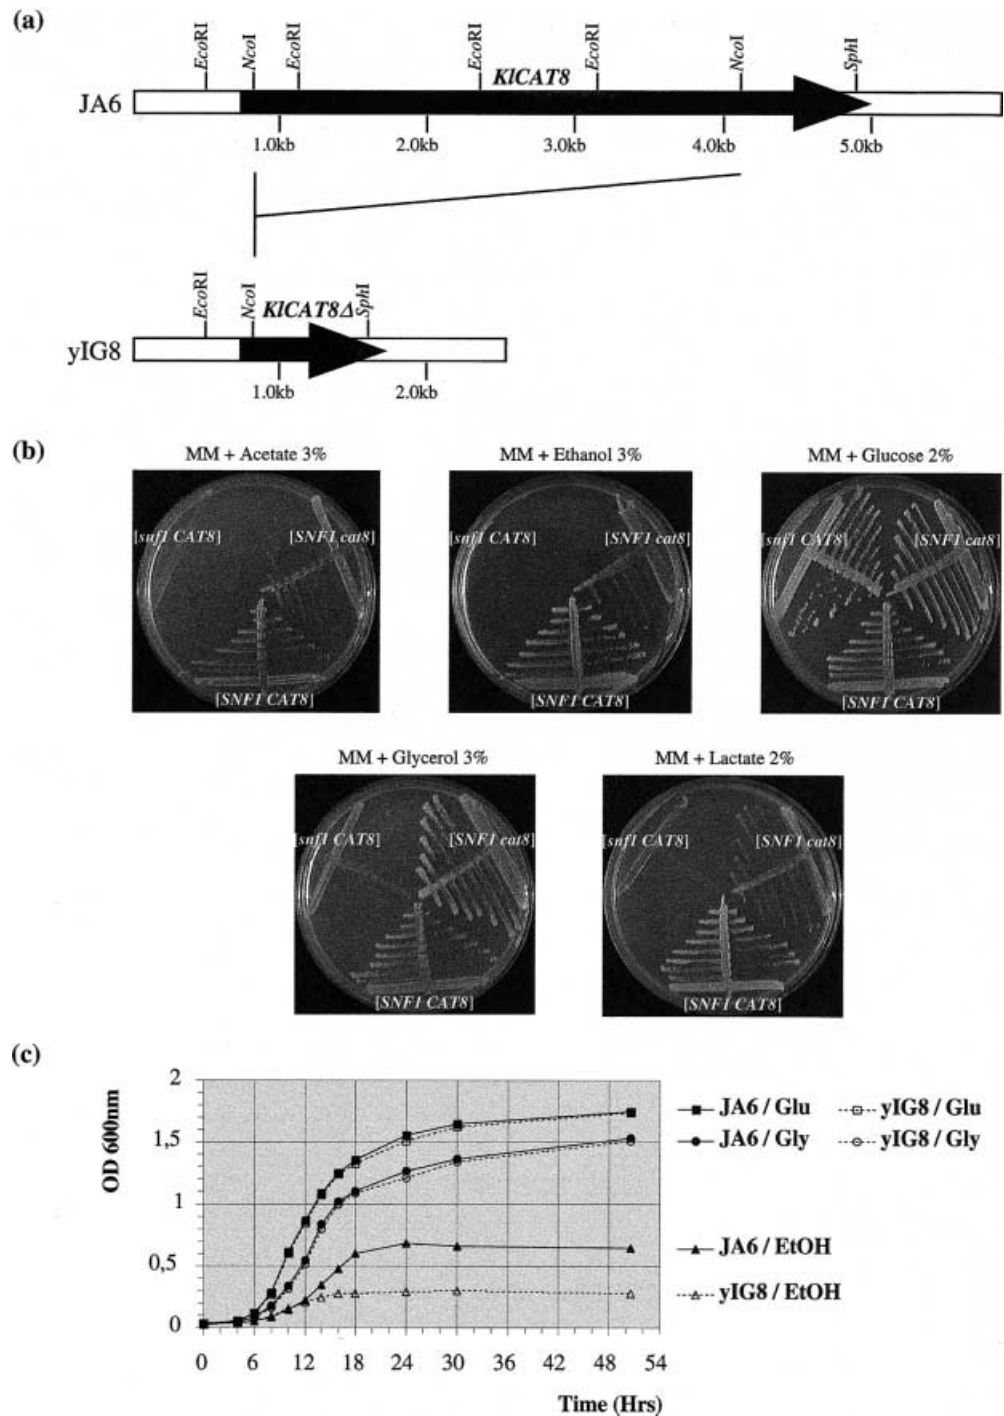 (a)
EcoRI NcoI EcoRI EcoRI EcoRI NcoI SphI
KlCAT8
JA6
1.0kb 2.0kb 3.0kb 4.0kb 5.0kb
EcoRI NcoI KlCAT8Δ SphI
yIG8
1.0kb 2.0kb
(b)
MM + Acetate 3% MM + Ethanol 3% MM + Glucose 2%
[snf1 CAT8] [SNF1 cat8] [snf1 CAT8] [SNF1 cat8] [snf1 CAT8] [SNF1 cat8]
[SNF1 CAT8] [SNF1 CAT8] [SNF1 CAT8]
MM + Glycerol 3% MM + Lactate 2%
[snf1 CAT8] [SNF1 cat8] [snf1 CAT8] [SNF1 cat8]
[SNF1 CAT8] [SNF1 CAT8]
(c)
OD 600nm
2
1,5
1
0,5
0
0 6 12 18 24 30 36 42 48 54
Time (Hrs)
JA6 / Glu yIG8 / Glu
JA6 / Gly yIG8 / Gly
JA6 / EtOH
yIG8 / EtOH